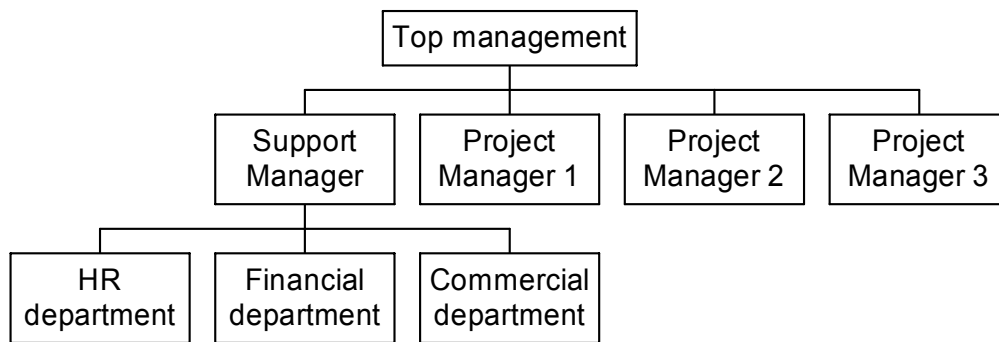 Top management
Support
Manager
Project
Manager 1
Project
Manager 2
Project
Manager 3
HR
department
Financial
department
Commercial
department